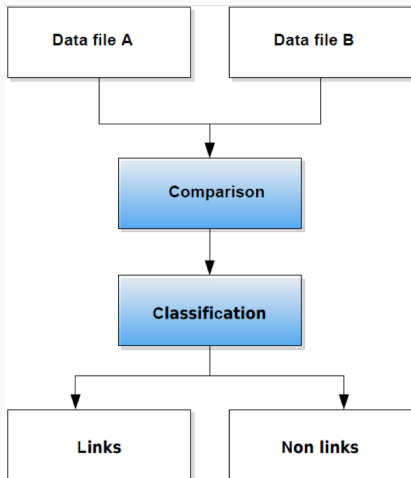 Data file A
Data file B
Comparison
Classification
Links
Non links